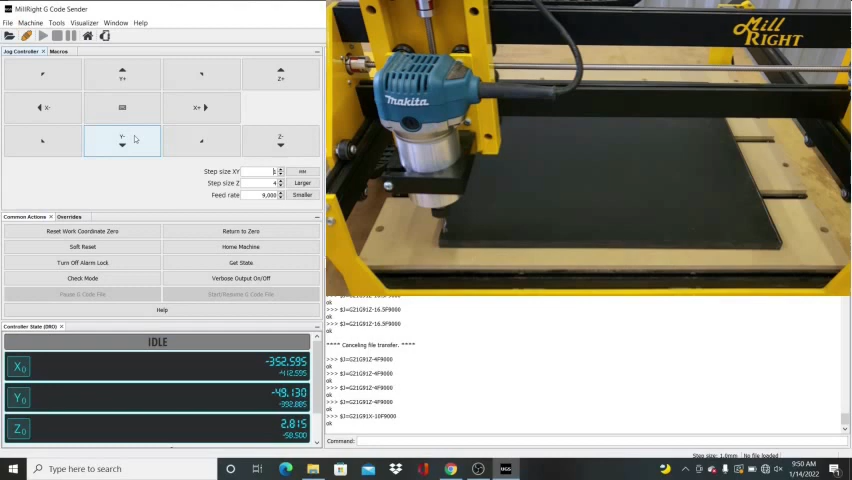 MillRight G Code Sender
File Machine Tools Visualizer Window Help
Jog Controller Macros
Y+
Z+
X- X+
Y-
Z-
Step size XY 1 mm
Step size Z 4 Larger
Feed rate 9,000 Smaller
Common Actions Overrides
Reset Work Coordinate Zero Return to Zero
Soft Reset Home Machine
Turn Off Alarm Lock Get State
Check Mode Verbose Output On/Off
Pause G Code File Start/Resume G Code File
Help
Controller State (DRO)
IDLE
X0 -352.595
-412.595
Y0 -49.130
-392.885
Z0 2.815
-58.500
Mill
RIGHT
makita
ok
>>> $J=G21G91Z-16.5F9000
ok
>>> $J=G21G91Z-16.5F9000
ok
**** Canceling file transfer. ****
>>> $J=G21G91Z-4F9000
ok
>>> $J=G21G91Z-4F9000
ok
>>> $J=G21G91Z-4F9000
ok
>>> $J=G21G91Z-4F9000
ok
>>> $J=G21G91X-10F9000
ok
Command:
Step size: 1.0mm No file loaded
Type here to search
UGS
9:50 AM
1/14/2022